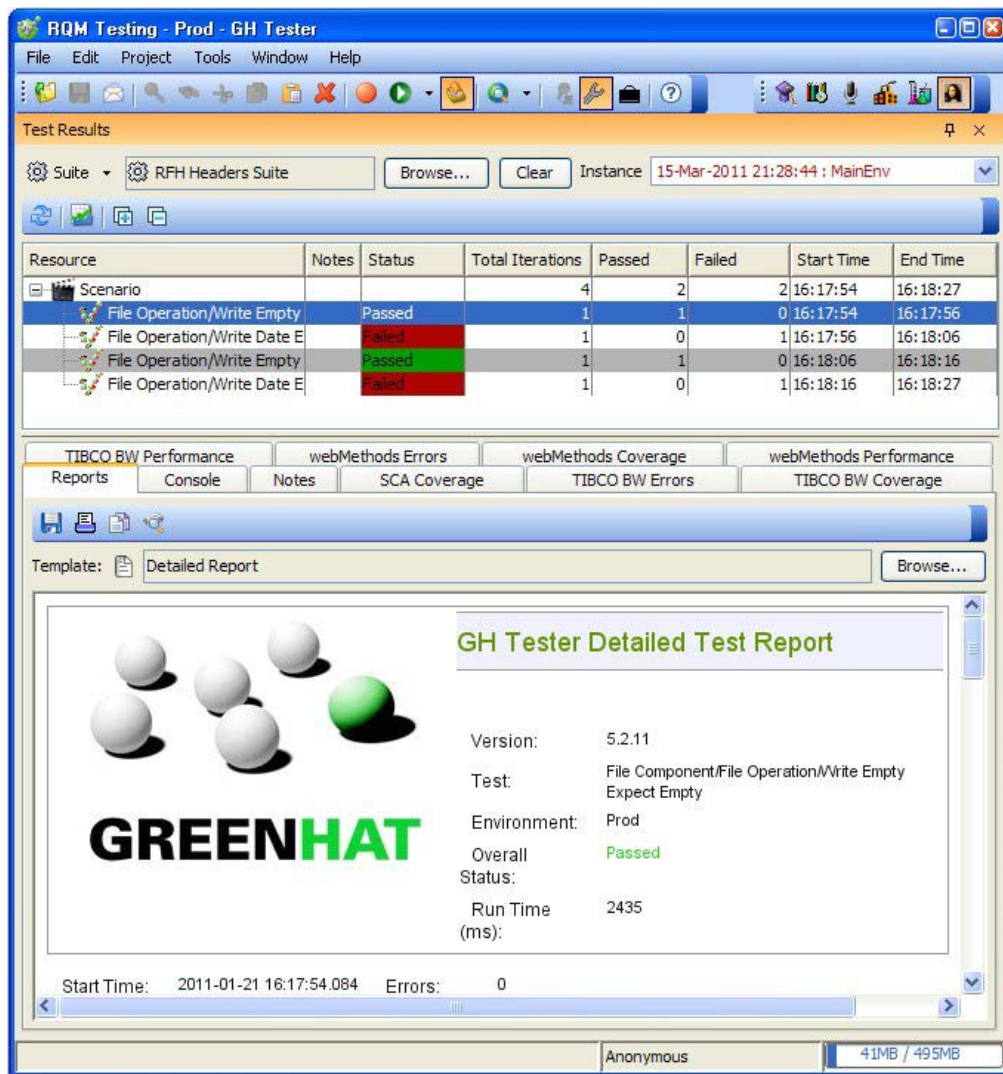 RQM Testing - Prod - GH Tester
File Edit Project Tools Window Help
Test Results
Suite RFH Headers Suite Browse... Clear Instance 15-Mar-2011 21:28:44 : MainEnv
Resource Notes Status Total Iterations Passed Failed Start Time End Time
Scenario 4 2 2 16:17:54 16:18:27
File Operation/Write Empty Passed 1 1 0 16:17:54 16:17:56
File Operation/Write Date E Failed 1 0 1 16:17:56 16:18:06
File Operation/Write Empty Passed 1 1 0 16:18:06 16:18:16
File Operation/Write Date E Failed 1 0 1 16:18:16 16:18:27
TIBCO BW Performance webMethods Errors webMethods Coverage webMethods Performance
Reports Console Notes SCA Coverage TIBCO BW Errors TIBCO BW Coverage
Template: Detailed Report Browse...
GREENHAT
GH Tester Detailed Test Report
Version: 5.2.11
Test: File Component/File Operation/Write Empty
Expect Empty
Environment: Prod
Overall Passed
Status:
Run Time 2435
(ms):
Start Time: 2011-01-21 16:17:54.084 Errors: 0
Anonymous 41MB / 495MB